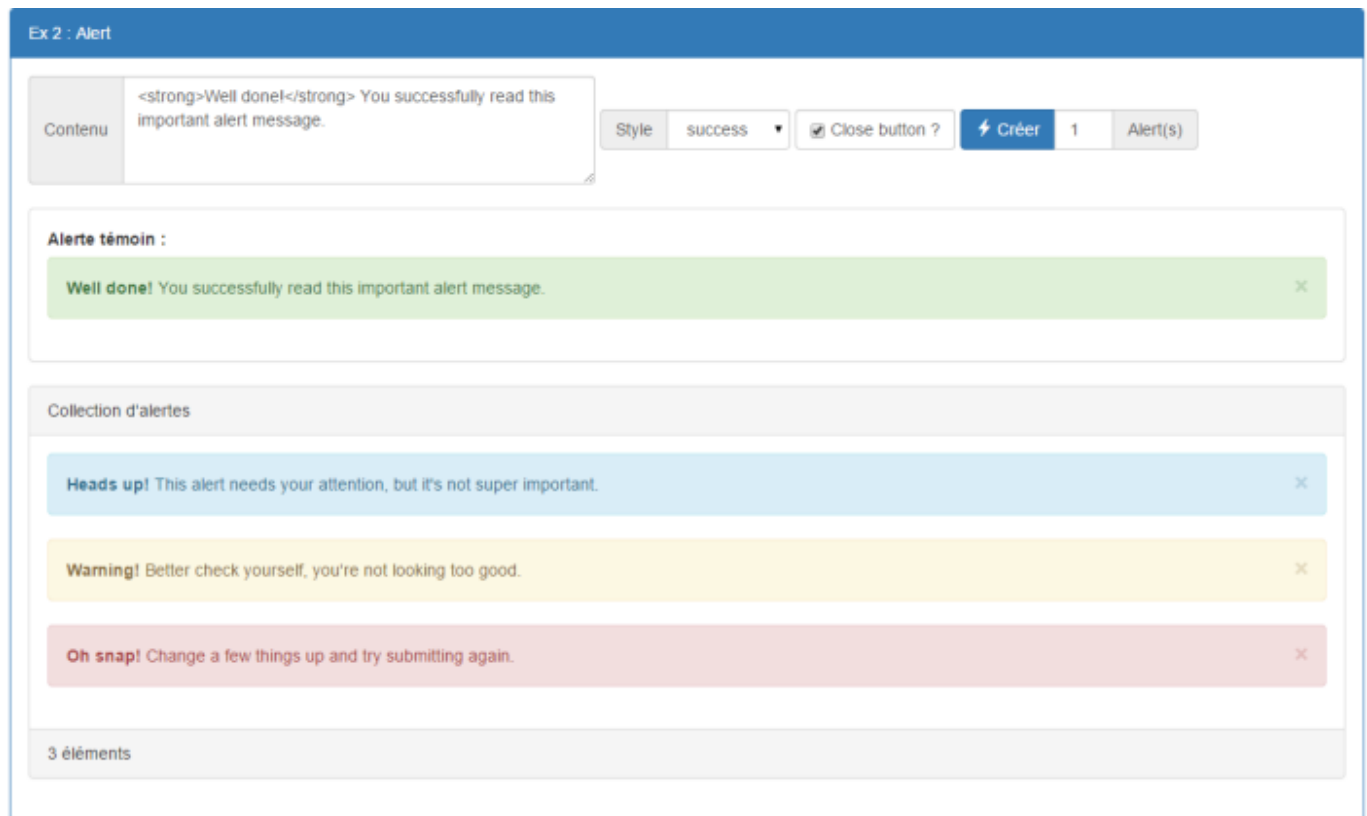 Ex 2 : Alert
Contenu
<strong>Well done!</strong> You successfully read this
important alert message.
Style
success
Close button ?
Créer
1
Alert(s)
Alerte témoin :
Well done! You successfully read this important alert message.
×
Collection d'alertes
Heads up! This alert needs your attention, but it's not super important.
×
Warning! Better check yourself, you're not looking too good.
×
Oh snap! Change a few things up and try submitting again.
×
3 éléments